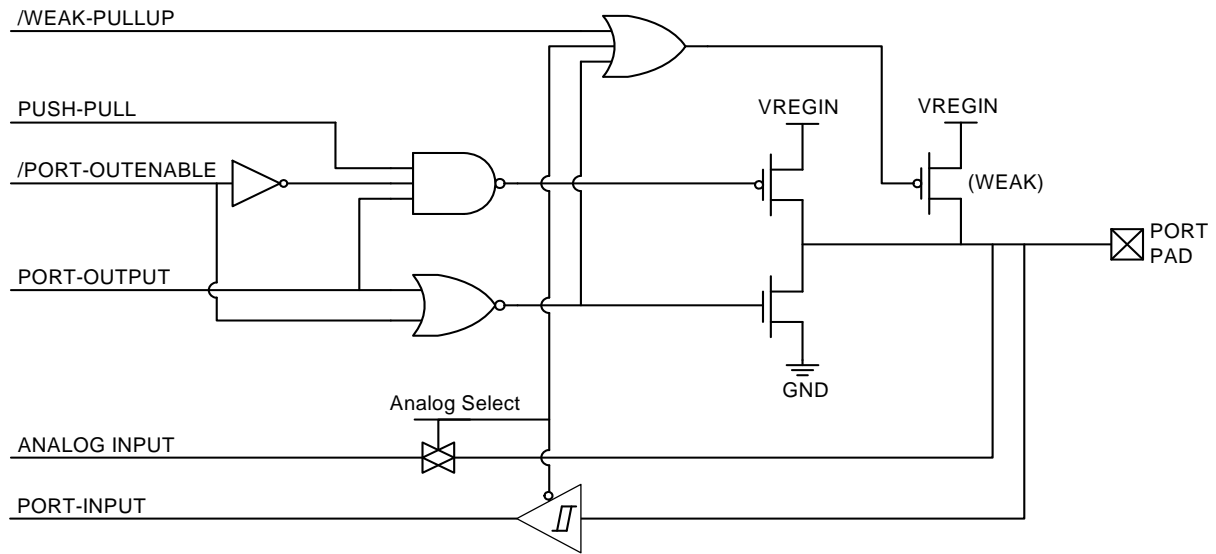 /WEAK-PULLUP
PUSH-PULL
VREGIN
VREGIN
/PORT-OUTENABLE
(WEAK)
PORT
PAD
PORT-OUTPUT
GND
Analog Select
ANALOG INPUT
PORT-INPUT